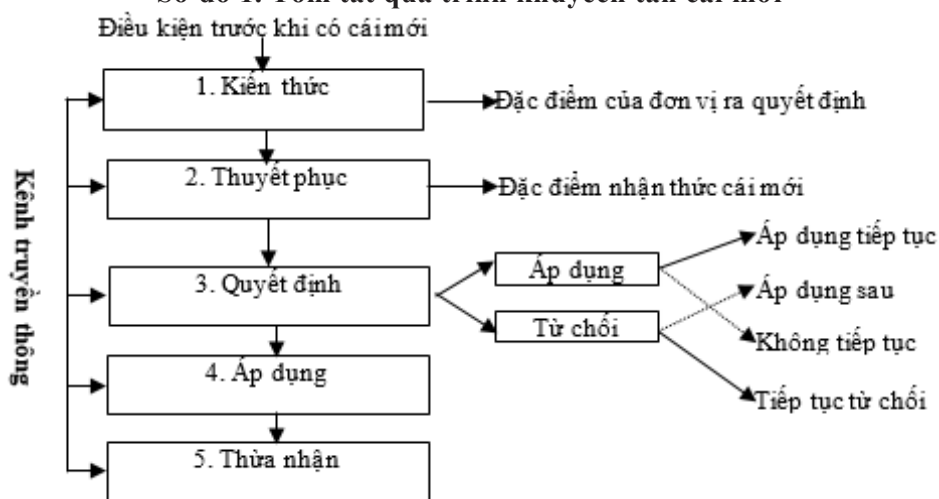 Sơ đồ 1. Tóm tắt quá trình khuyếch tán cái mới
Điều kiện trước khi có cái mới
1. Kiến thức
Đặc điểm của đơn vị ra quyết định
2. Thuyết phục
Đặc điểm nhận thức cái mới
Kênh truyền thông
3. Quyết định
Áp dụng
Từ chối
Áp dụng tiếp tục
Áp dụng sau
Không tiếp tục
Tiếp tục từ chối
4. Áp dụng
5. Thừa nhận